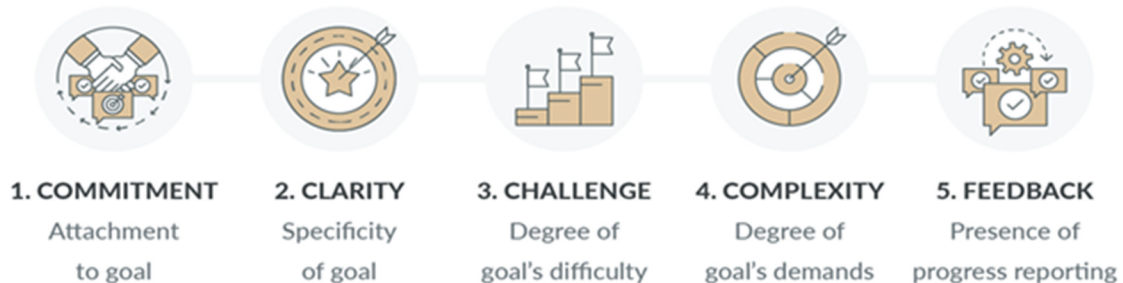 1. COMMITMENT
Attachment
to goal
2. CLARITY
Specificity
of goal
3. CHALLENGE
Degree of
goal's difficulty
4. COMPLEXITY
Degree of
goal's demands
5. FEEDBACK
Presence of
progress reporting